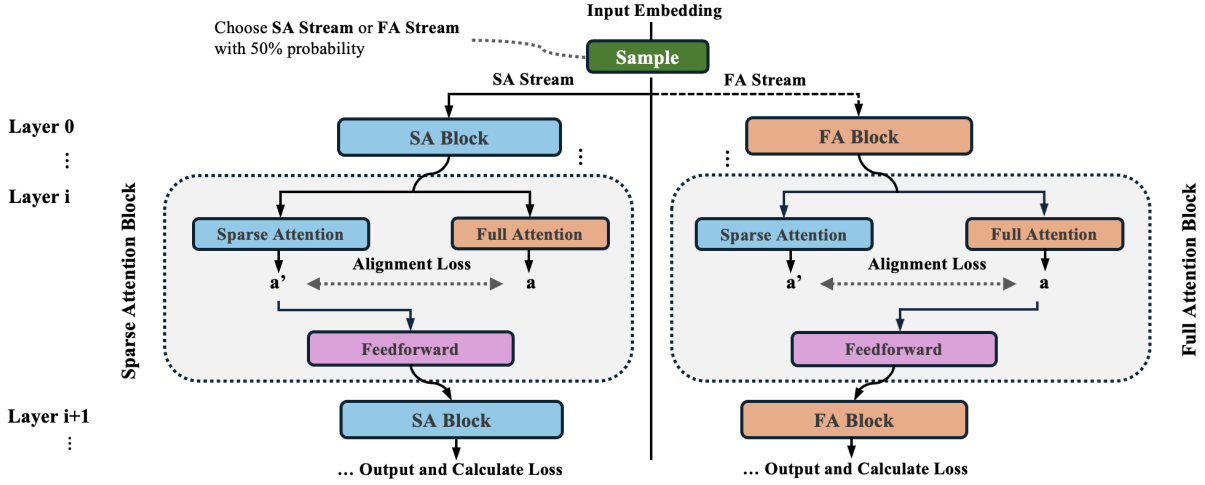 Input Embedding
Choose SA Stream or FA Stream
with 50% probability
Sample
SA Stream
FA Stream
Layer 0
SA Block
FA Block
⋮
⋮
⋮
Layer i
Sparse Attention Block
Sparse Attention
Full Attention
Alignment Loss
a’
a
Feedforward
Sparse Attention
Full Attention
Alignment Loss
a’
a
Feedforward
Full Attention Block
Layer i+1
⋮
SA Block
FA Block
... Output and Calculate Loss
... Output and Calculate Loss